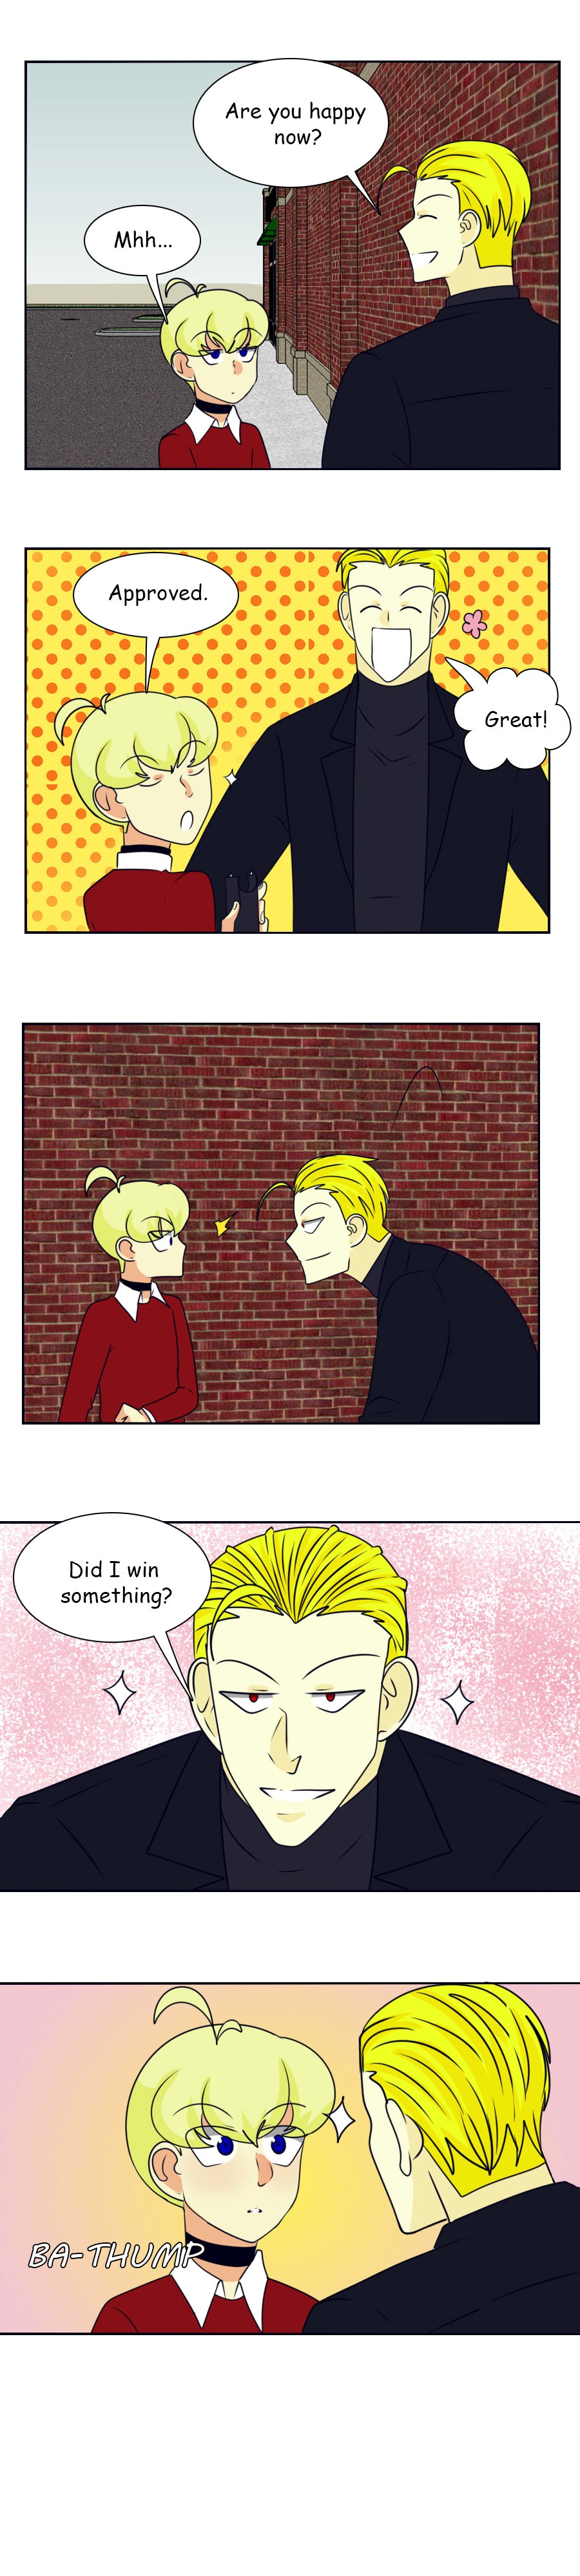 Are you happy
now?
Mhh...
Approved.
Great!
Did I win
something?
BA-THUMP